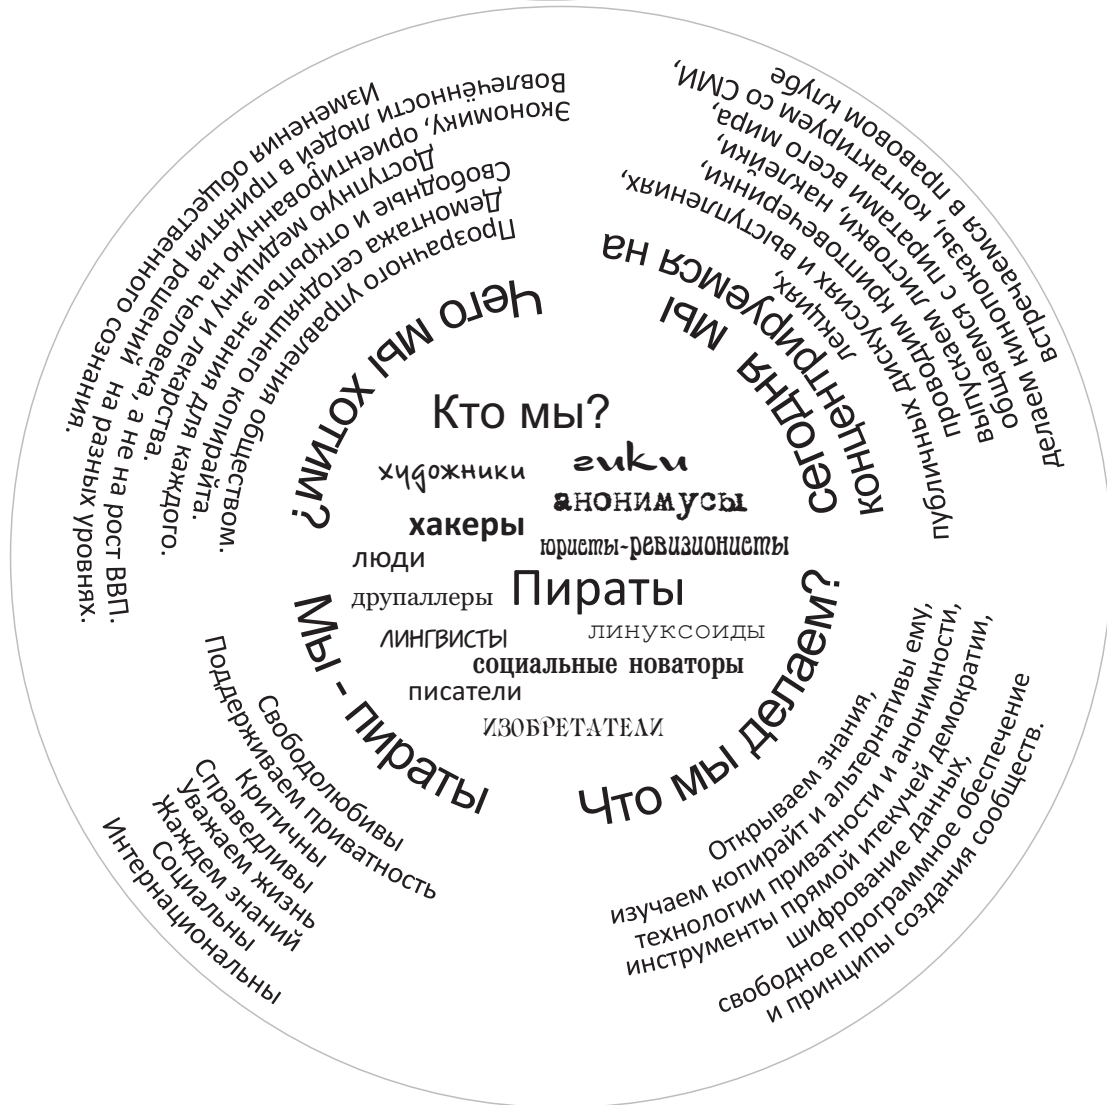 Кто мы?
художники гики
анонимусы
хакеры
юристы-ревизионисты
люди
Пираты
друпаллеры
линуксоиды
лингвисты
социальные новаторы
писатели
ИЗОБРЕТАТЕЛИ
Мы - пираты
Свободолюбивы
Поддерживаем приватность
Критичны
Справедливы
Уважаем жизнь
Жаждем знаний
Социальны
Интернациональны
Что мы делаем?
Открываем знания,
изучаем копирайт и альтернативы ему,
технологии приватности и анонимности,
инструменты прямой итекучей демократии,
шифрование данных,
свободное программное обеспечение
и принципы создания сообществ.
сегодня мы
концентрируемся на
лекциях,
публичных дискуссиях и выступлениях,
проводим криптовечеринки,
выпускаем листовки, наклейки,
общаемся с пиратами всего мира,
делаем кинопоказы, контактируем со СМИ,
встречаемся в правовом клубе
Чего мы хотим?
Прозрачного управления обществом.
Демонтажа сегодняшнего копирайта.
Свободные и открытые знания для каждого.
Доступную медицину и лекарства.
Экономику, ориентированную на человека, а не на рост ВВП.
Вовлечённости людей в принятия решений на разных уровнях.
Изменения общественного сознания.